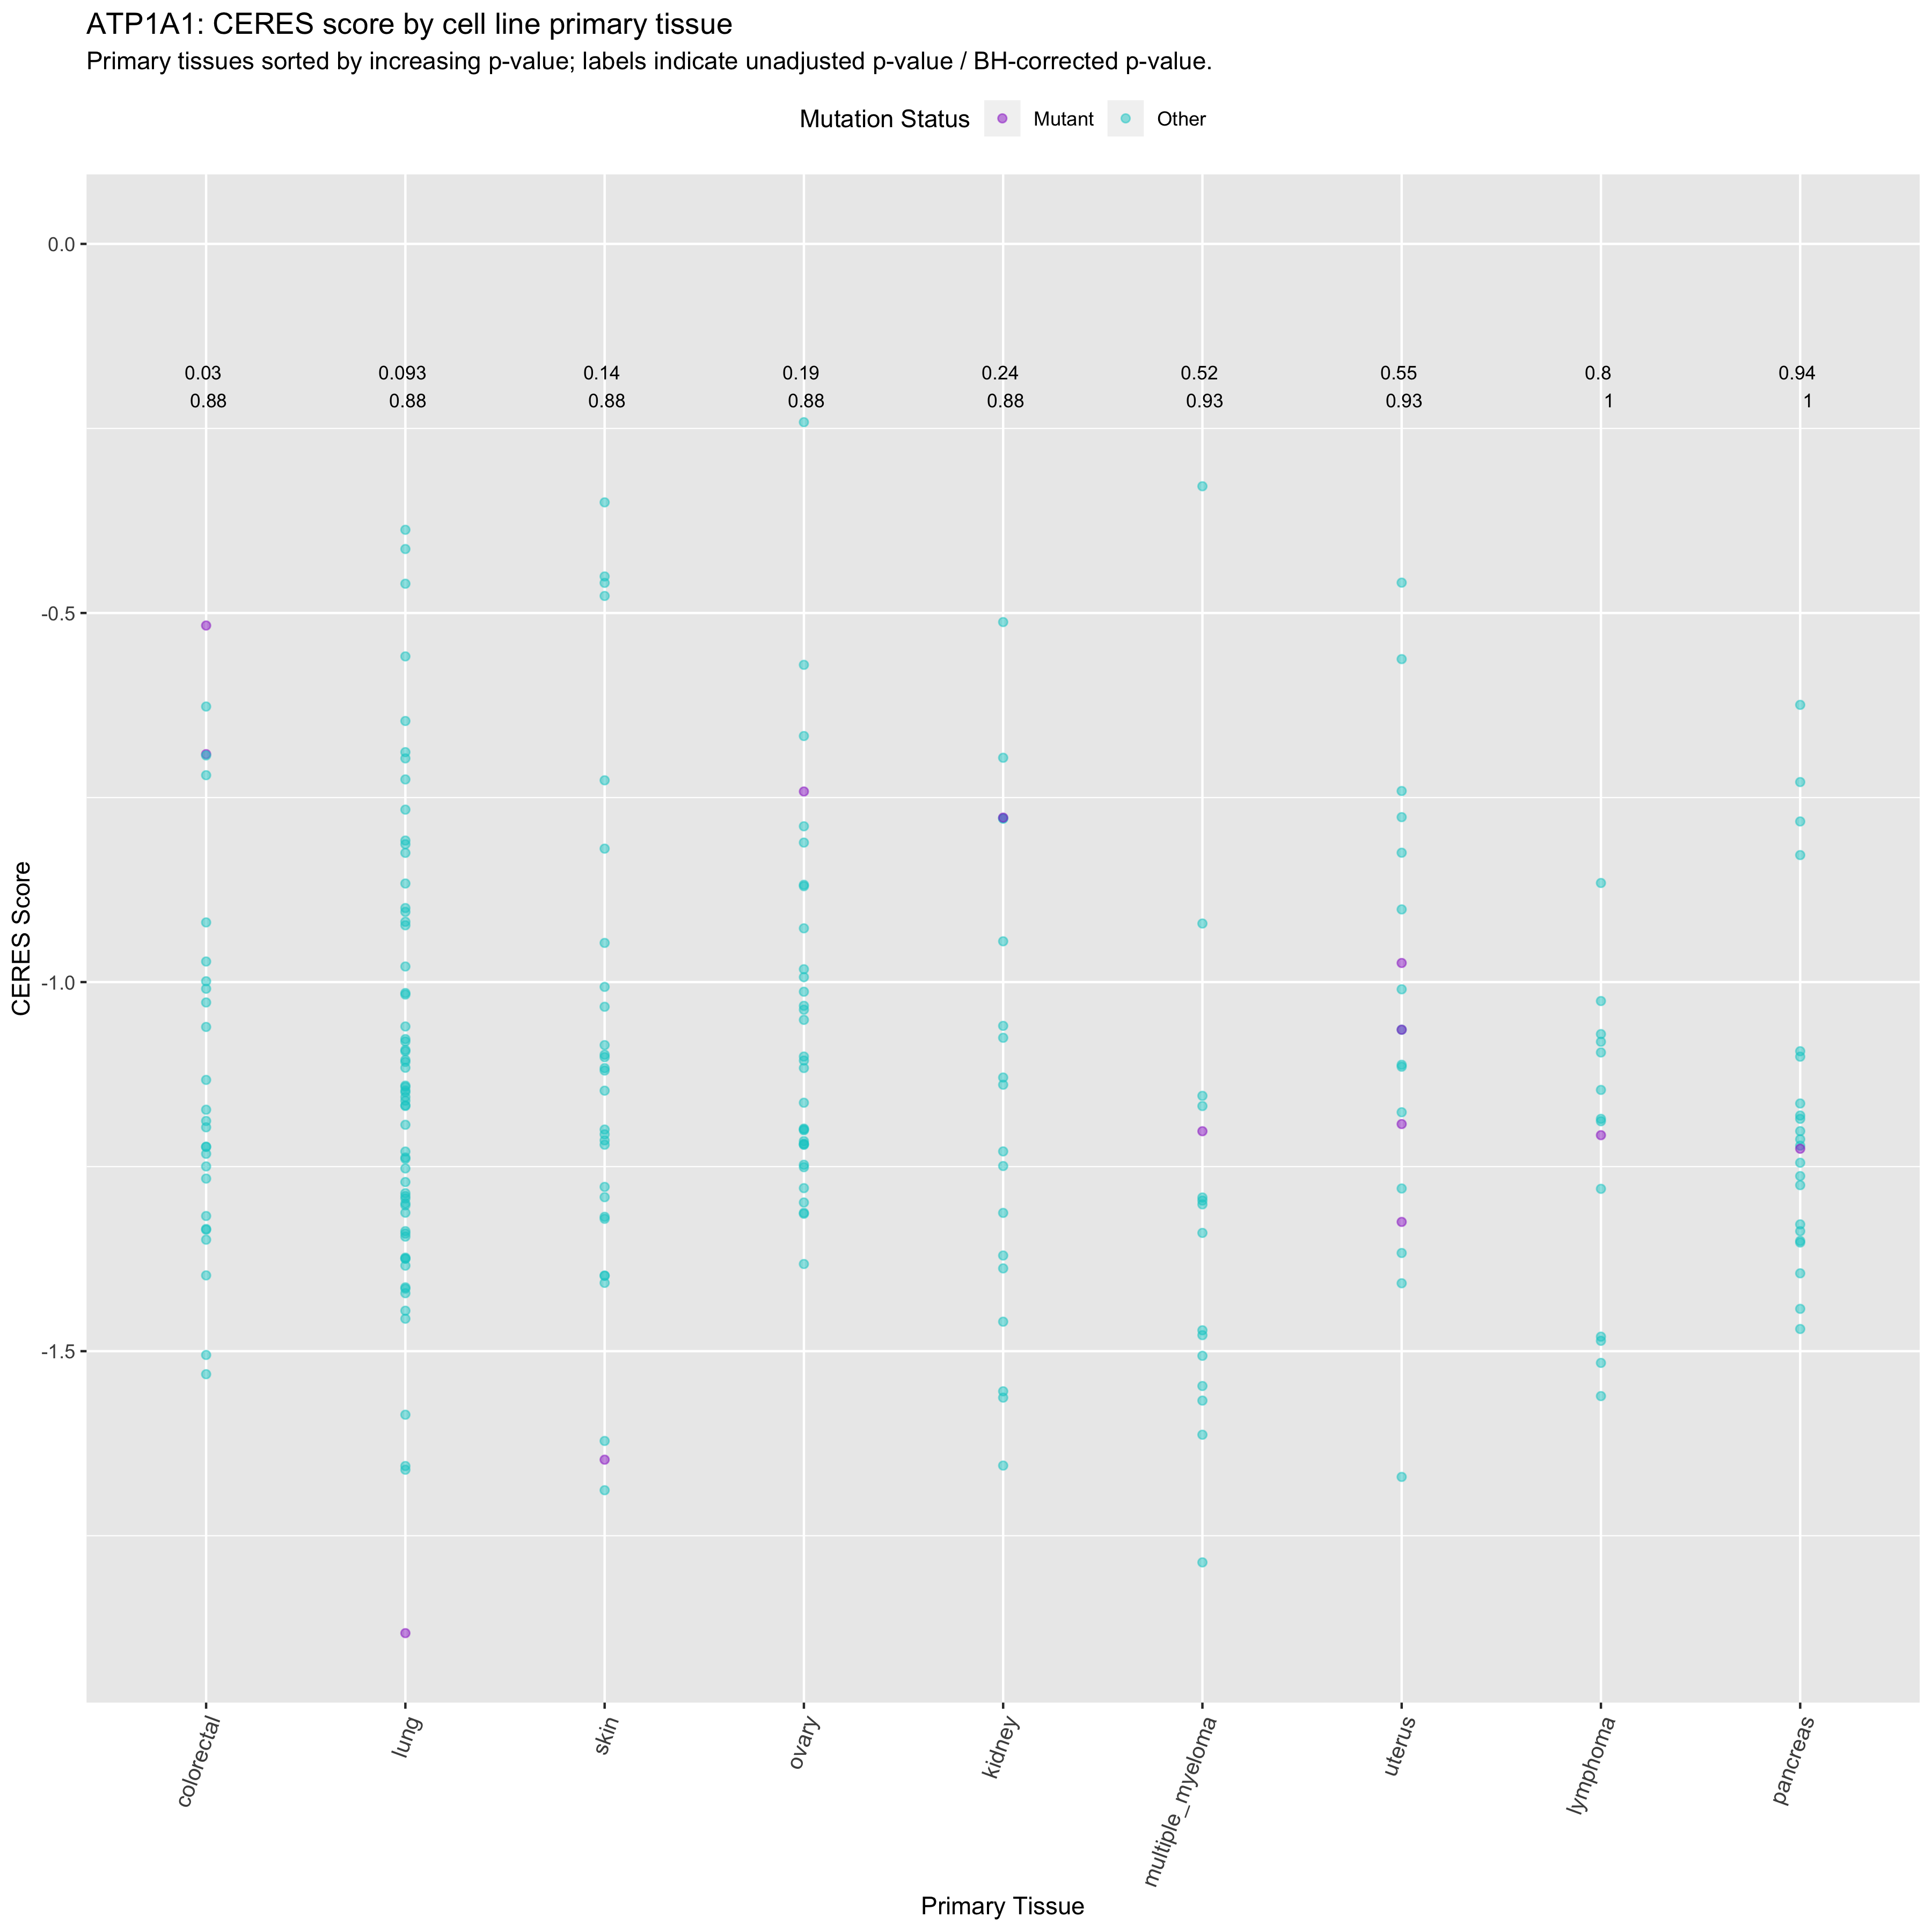 ATP1A1: CERES score by cell line primary tissue
Primary tissues sorted by increasing p-value; labels indicate unadjusted p-value / BH-corrected p-value.
Mutation Status Mutant Other
0.0
0.03 0.093 0.14 0.19 0.24 0.52 0.55 0.8 0.94
0.88 0.88 0.88 0.88 0.88 0.93 0.93 1 1
-0.5
-1.0
-1.5
CERES Score
colorectal lung skin ovary kidney multiple_myeloma uterus lymphoma pancreas
Primary Tissue